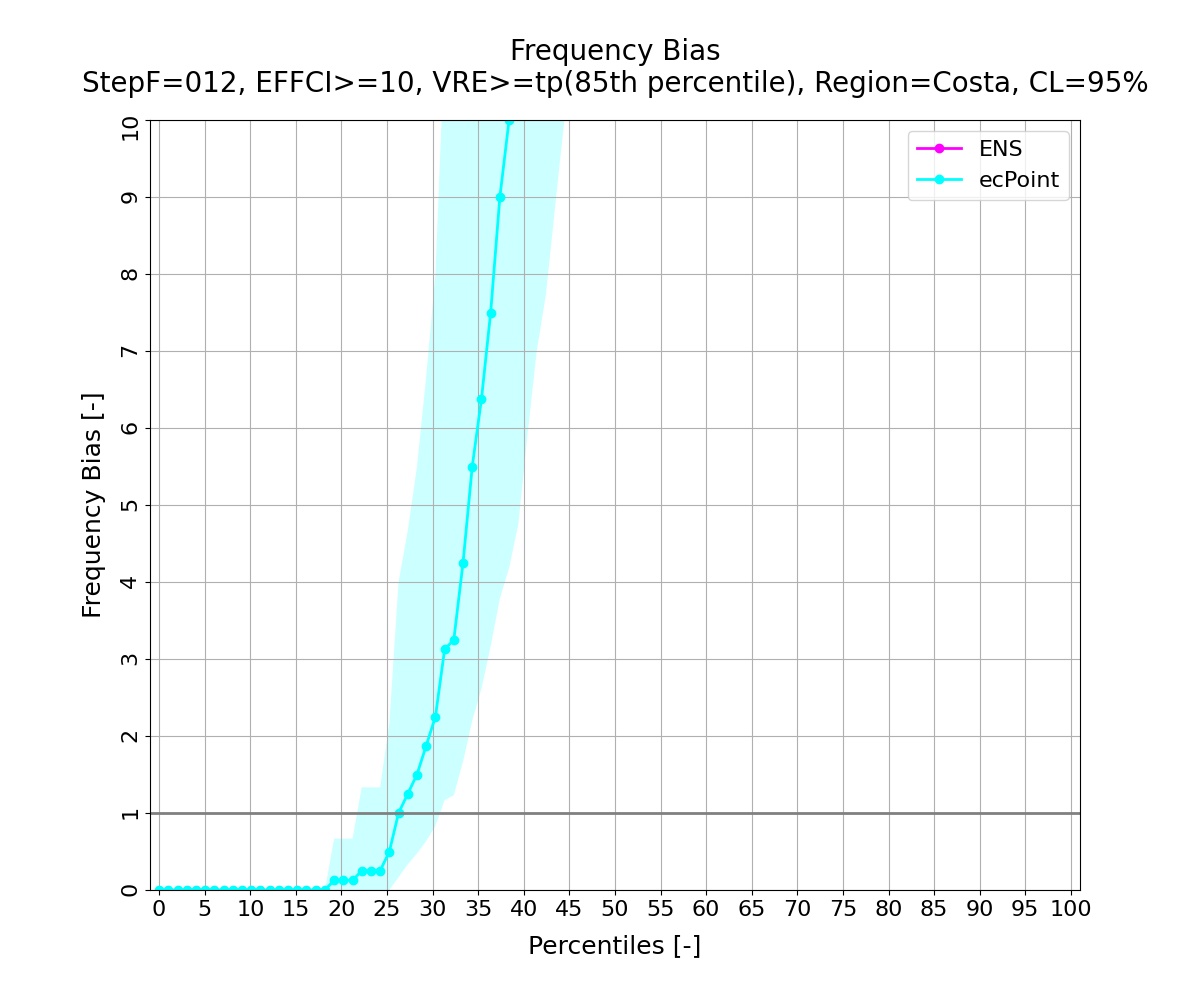 Frequency Bias
StepF=012, EFFCI>=10, VRE>=tp(85th percentile), Region=Costa, CL=95%
ENS
ecPoint
Frequency Bias [-]
10
9
8
7
6
5
4
3
2
1
0
0 5 10 15 20 25 30 35 40 45 50 55 60 65 70 75 80 85 90 95 100
Percentiles [-]